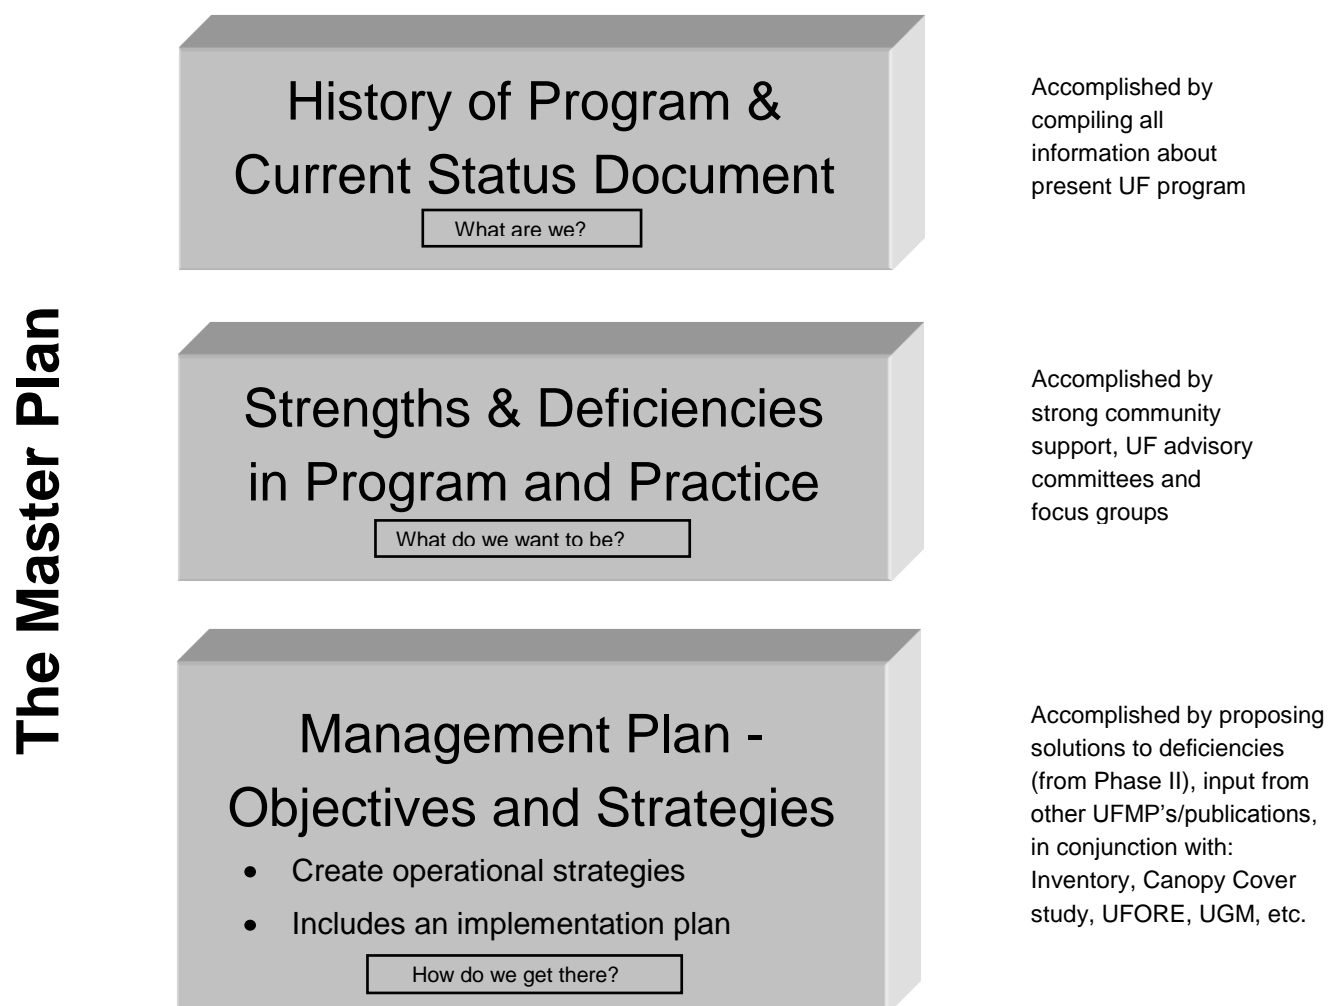 The Master Plan
History of Program &
Current Status Document
What are we?
Accomplished by
compiling all
information about
present UF program
Strengths & Deficiencies
in Program and Practice
What do we want to be?
Accomplished by
strong community
support, UF advisory
committees and
focus groups
Management Plan -
Objectives and Strategies
• Create operational strategies
• Includes an implementation plan
How do we get there?
Accomplished by proposing
solutions to deficiencies
(from Phase II), input from
other UFMP’s/publications,
in conjunction with:
Inventory, Canopy Cover
study, UFORE, UGM, etc.